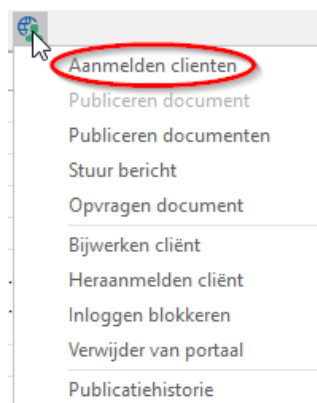 Aanmelden clienten
Publiceren document
Publiceren documenten
Stuur bericht
Opvragen document
Bijwerken cliënt
Heraanmelden cliënt
Inloggen blokkeren
Verwijder van portaal
Publicatiehistorie